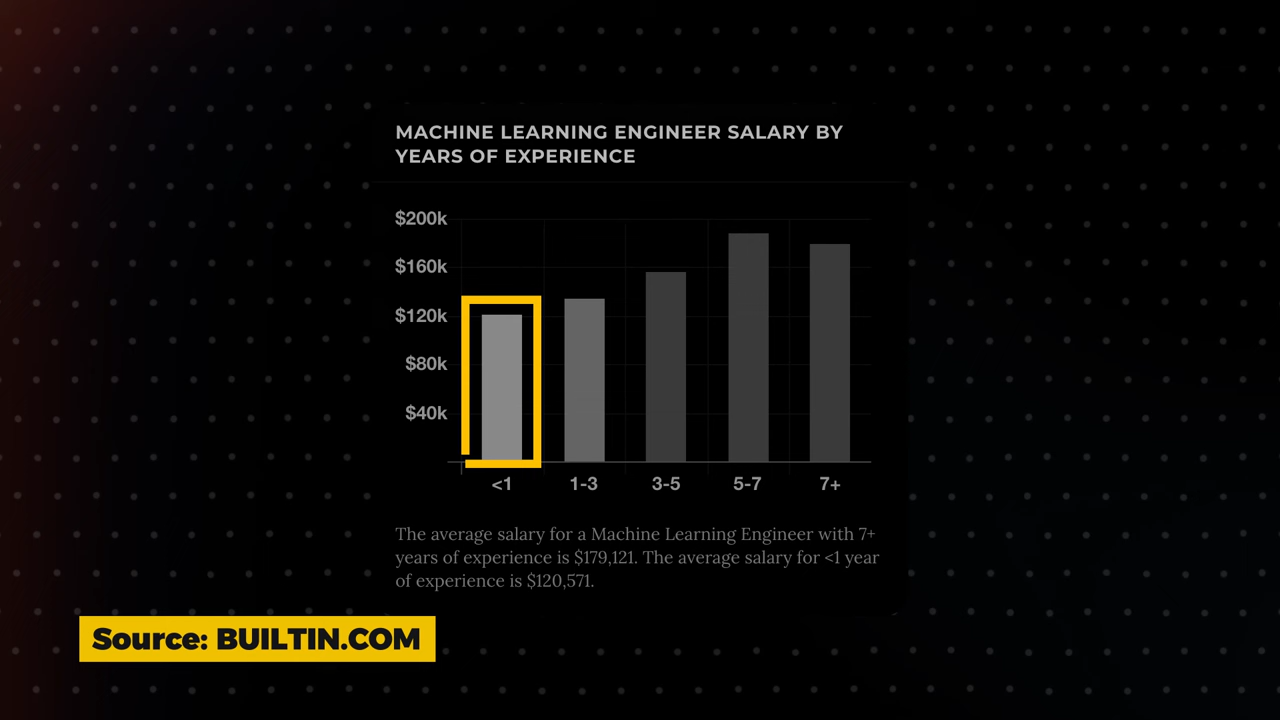 MACHINE LEARNING ENGINEER SALARY BY
YEARS OF EXPERIENCE
$200k
$160k
$120k
$80k
$40k
<1
1-3
3-5
5-7
7+
The average salary for a Machine Learning Engineer with 7+
years of experience is $179,121. The average salary for <1 year
of experience is $120,571.
Source: BUILTIN.COM